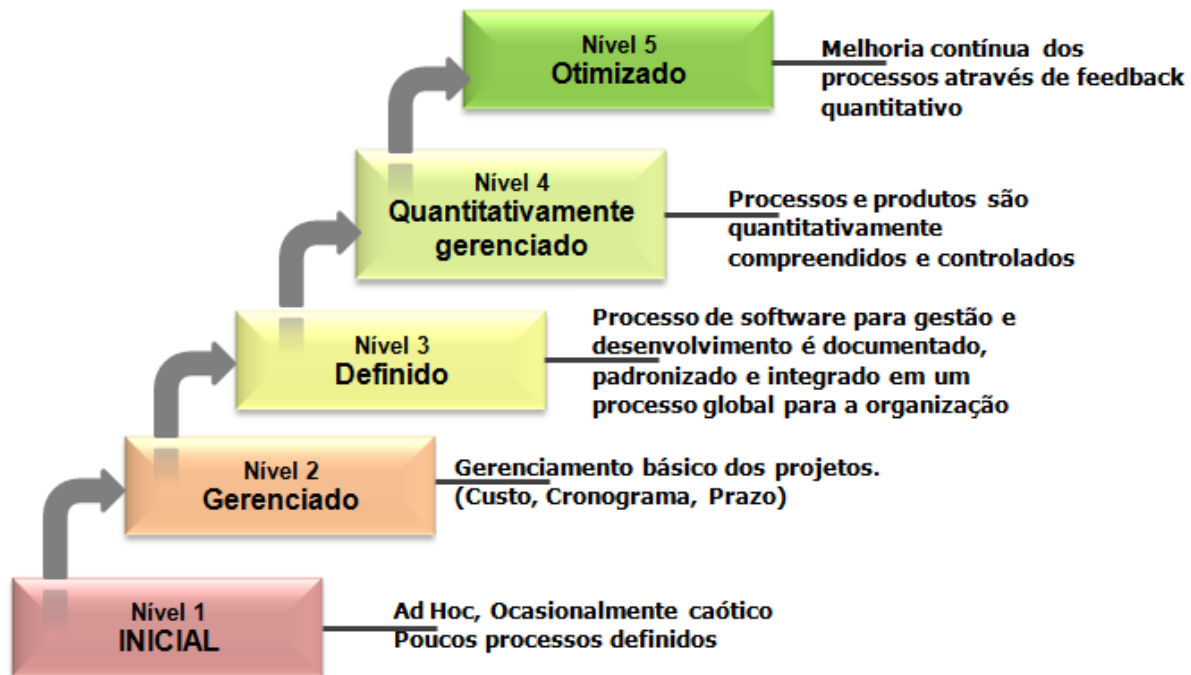 Nível 5
Otimizado
Melhoria contínua dos
processos através de feedback
quantitativo
Nível 4
Quantitativamente
gerenciado
Processos e produtos são
quantitativamente
compreendidos e controlados
Nível 3
Definido
Processo de software para gestão e
desenvolvimento é documentado,
padronizado e integrado em um
processo global para a organização
Nível 2
Gerenciado
Gerenciamento básico dos projetos.
(Custo, Cronograma, Prazo)
Nível 1
INICIAL
Ad Hoc, Ocasionalmente caótico
Poucos processos definidos